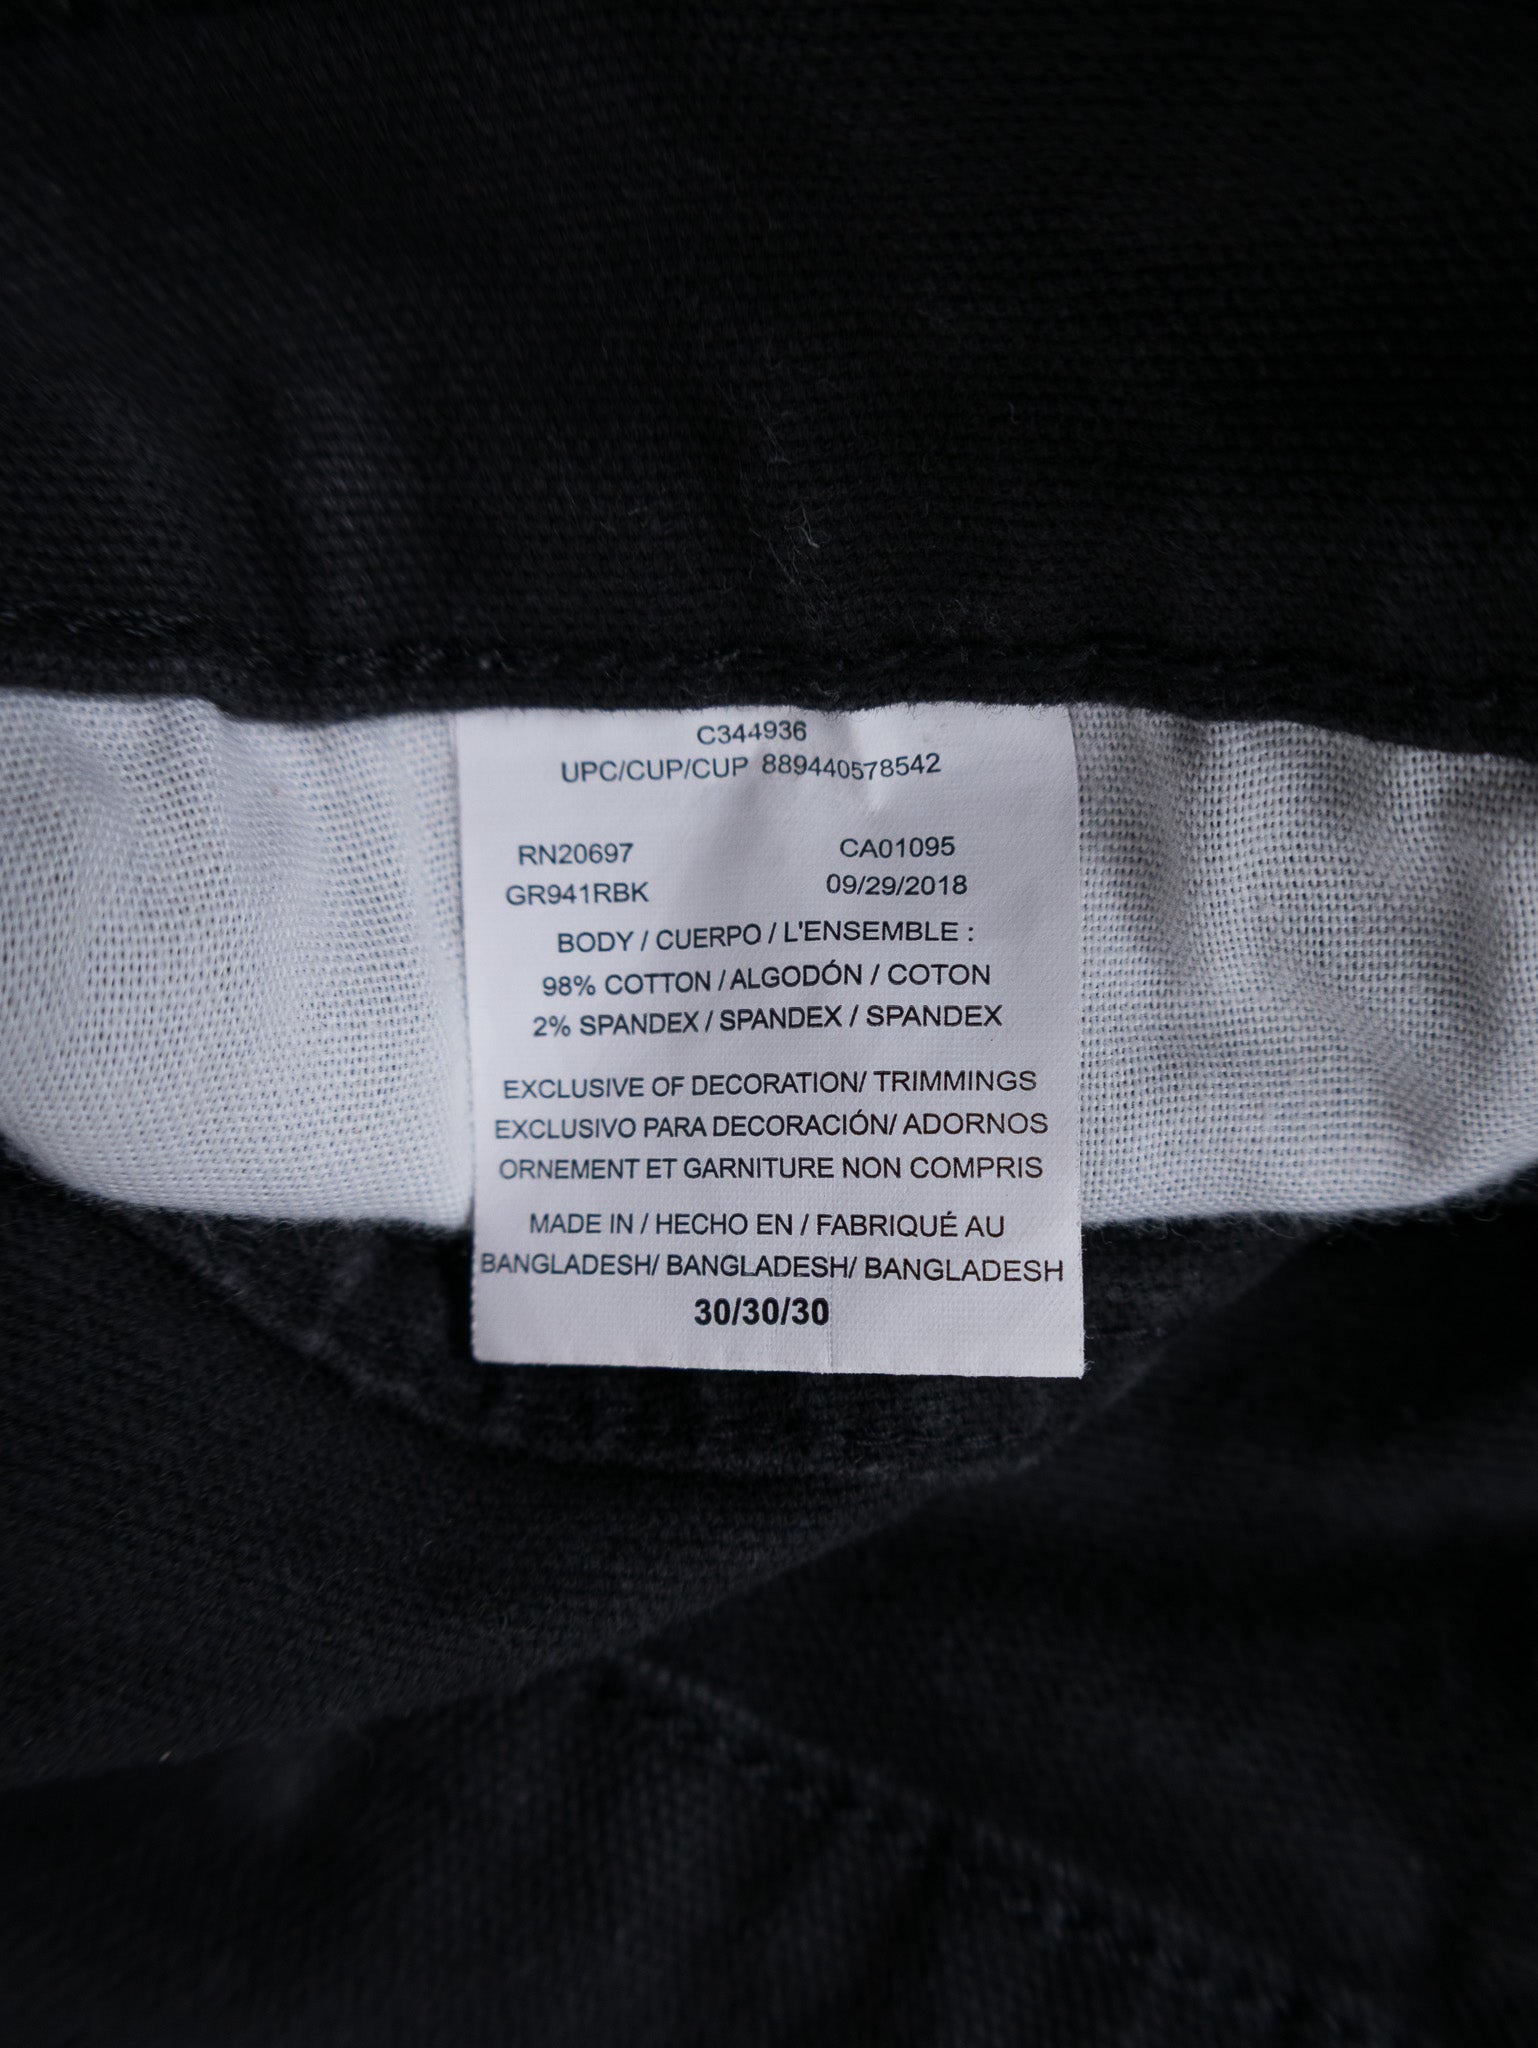 C344936
UPC/CUP/CUP 889440578542
RN20697 CA01095
GR941RBK 09/29/2018
BODY / CUERPO / L'ENSEMBLE :
98% COTTON / ALGODÓN / COTON
2% SPANDEX / SPANDEX / SPANDEX
EXCLUSIVE OF DECORATION/ TRIMMINGS
EXCLUSIVO PARA DECORACIÓN/ ADORNOS
ORNEMENT ET GARNITURE NON COMPRIS
MADE IN / HECHO EN / FABRIQUÉ AU
BANGLADESH/ BANGLADESH/ BANGLADESH
30/30/30